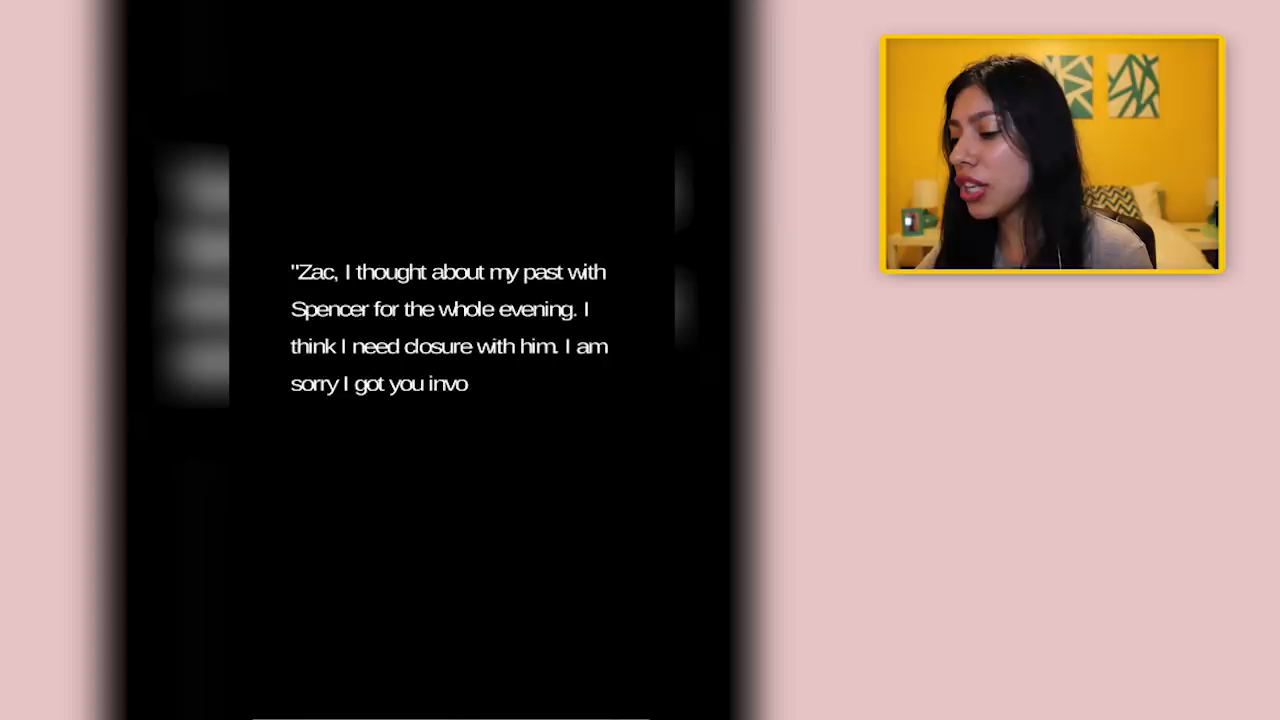 "Zac, I thought about my past with
Spencer for the whole evening. I
think I need closure with him. I am
sorry I got you invo